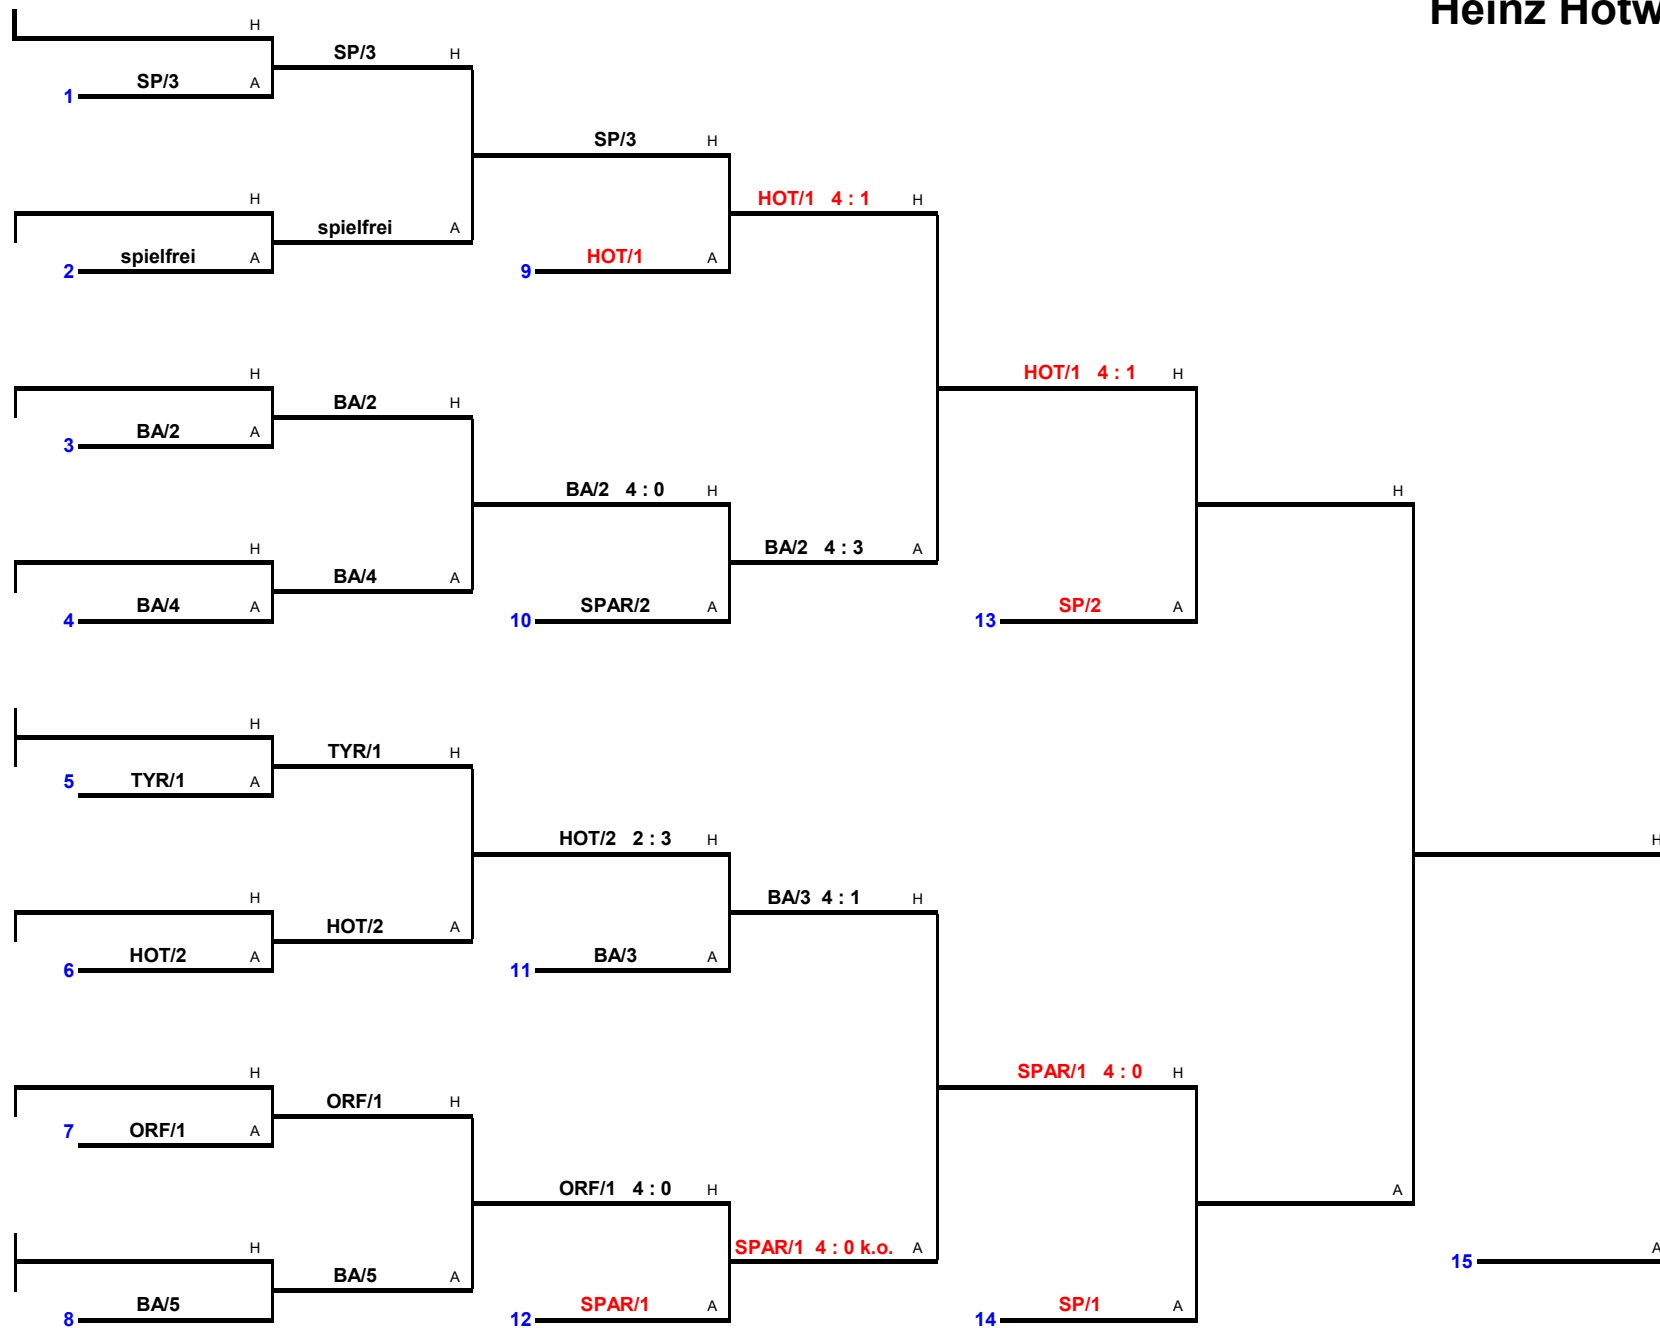 Heinz Hotw
H
SP/3 H
SP/3 A
1
SP/3 H
H
HOT/1 4 : 1 H
spielfrei A
spielfrei A
HOT/1 A
2
9
H
HOT/1 4 : 1 H
BA/2 H
BA/2 A
3
BA/2 4 : 0 H
H
H
BA/2 4 : 3 A
BA/4 A
BA/4 A
SPAR/2 A
SP/2 A
4
10
13
H
TYR/1 H
TYR/1 A
5
HOT/2 2 : 3 H
H
H
BA/3 4 : 1 H
HOT/2 A
HOT/2 A
BA/3 A
6
11
H
SPAR/1 4 : 0 H
ORF/1 H
ORF/1 A
7
ORF/1 4 : 0 H
A
H
SPAR/1 4 : 0 k.o. A
A
15
BA/5 A
BA/5
SPAR/1 A
SP/1 A
8
12
14